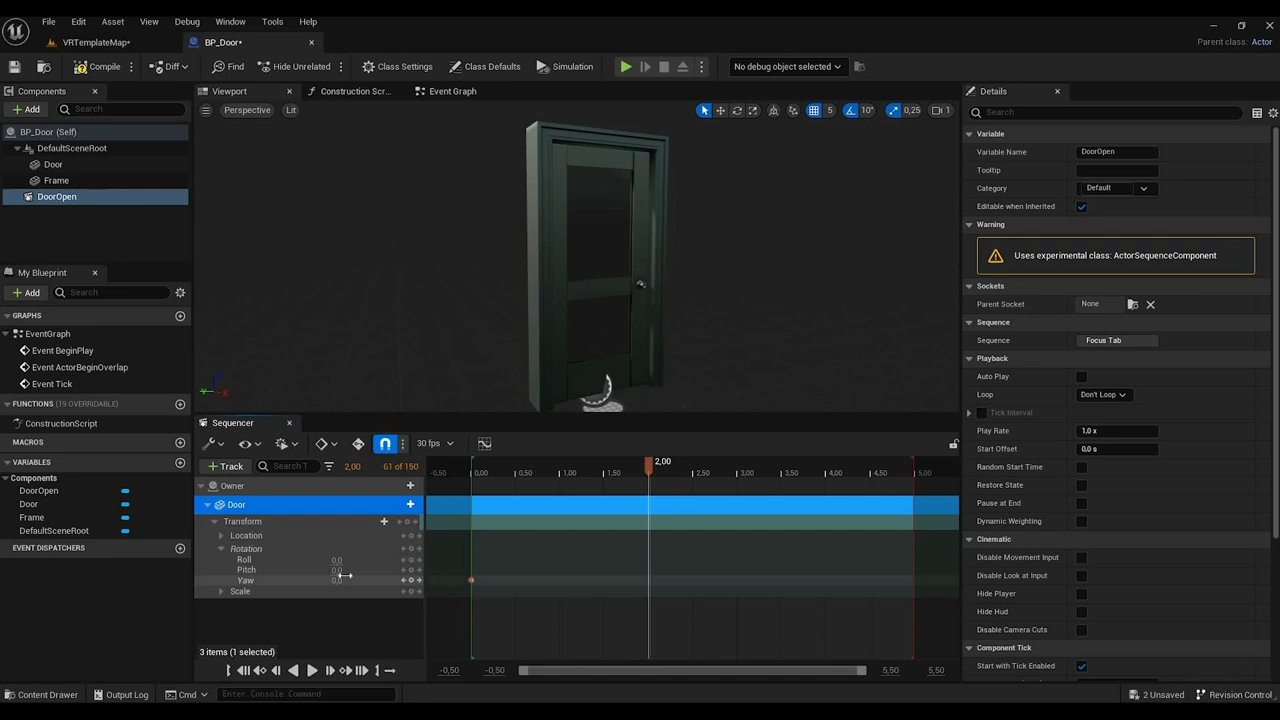 File Edit Asset View Debug Window Tools Help
VRTemplateMap* BP_Door* Parent class: Actor
Compile Diff Find Hide Unrelated Class Settings Class Defaults Simulation No debug object selected
Components
Add Search
BP_Door (Self)
DefaultSceneRoot
Door
Frame
DoorOpen
My Blueprint
Add Search
GRAPHS
EventGraph
Event BeginPlay
Event ActorBeginOverlap
Event Tick
FUNCTIONS (19 OVERRIDABLE)
ConstructionScript
MACROS
VARIABLES
Components
DoorOpen
Door
Frame
DefaultSceneRoot
EVENT DISPATCHERS
Viewport Construction Scr... Event Graph
Perspective Lit 5 10° 0,25 1
Sequencer
30 fps
Track Search T 2,00 61 of 150 -0,50 0,00 0,50 1,00 1,50 2,00 2,50 3,00 3,50 4,00 4,50 5,00
Owner
Door
Transform
Location
Rotation
Roll 0,0
Pitch 0,0
Yaw 0,0
Scale
3 items (1 selected)
-0,50 -0,50 5,50 5,50
Details
Search
Variable
Variable Name DoorOpen
Tooltip
Category Default
Editable when Inherited
Warning
Uses experimental class: ActorSequenceComponent
Sockets
Parent Socket None
Sequence
Sequence Focus Tab
Playback
Auto Play
Loop Don't Loop
Tick Interval
Play Rate 1,0 x
Start Offset 0,0 s
Random Start Time
Restore State
Pause at End
Dynamic Weighting
Cinematic
Disable Movement Input
Disable Look at Input
Hide Player
Hide Hud
Disable Camera Cuts
Component Tick
Start with Tick Enabled
Content Drawer Output Log Cmd Enter Console Command 2 Unsaved Revision Control